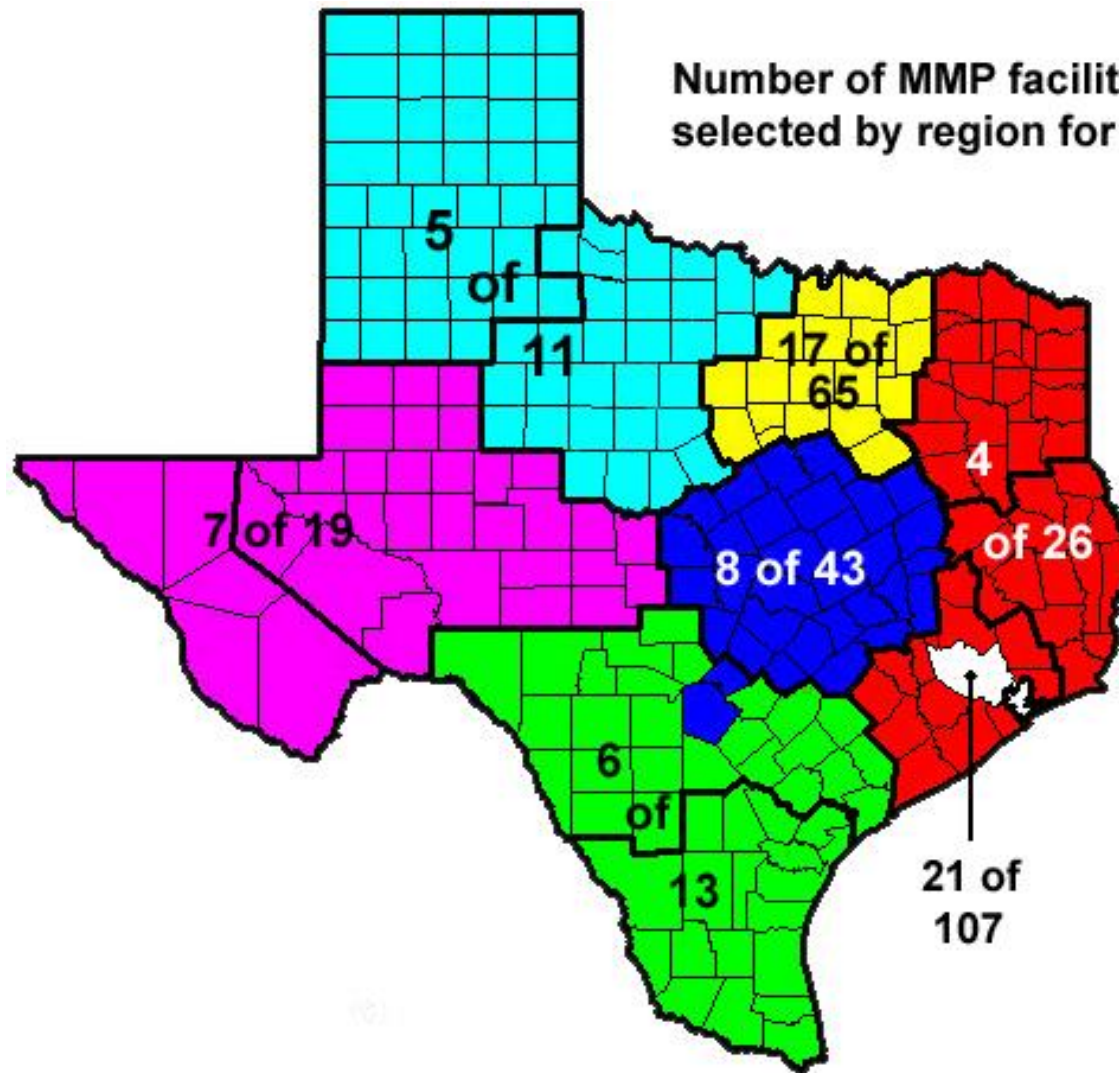 Number of MMP facilit
selected by region for
5
of
11
17 of
65
4
of 26
7 of 19
8 of 43
6
of
13
21 of
107